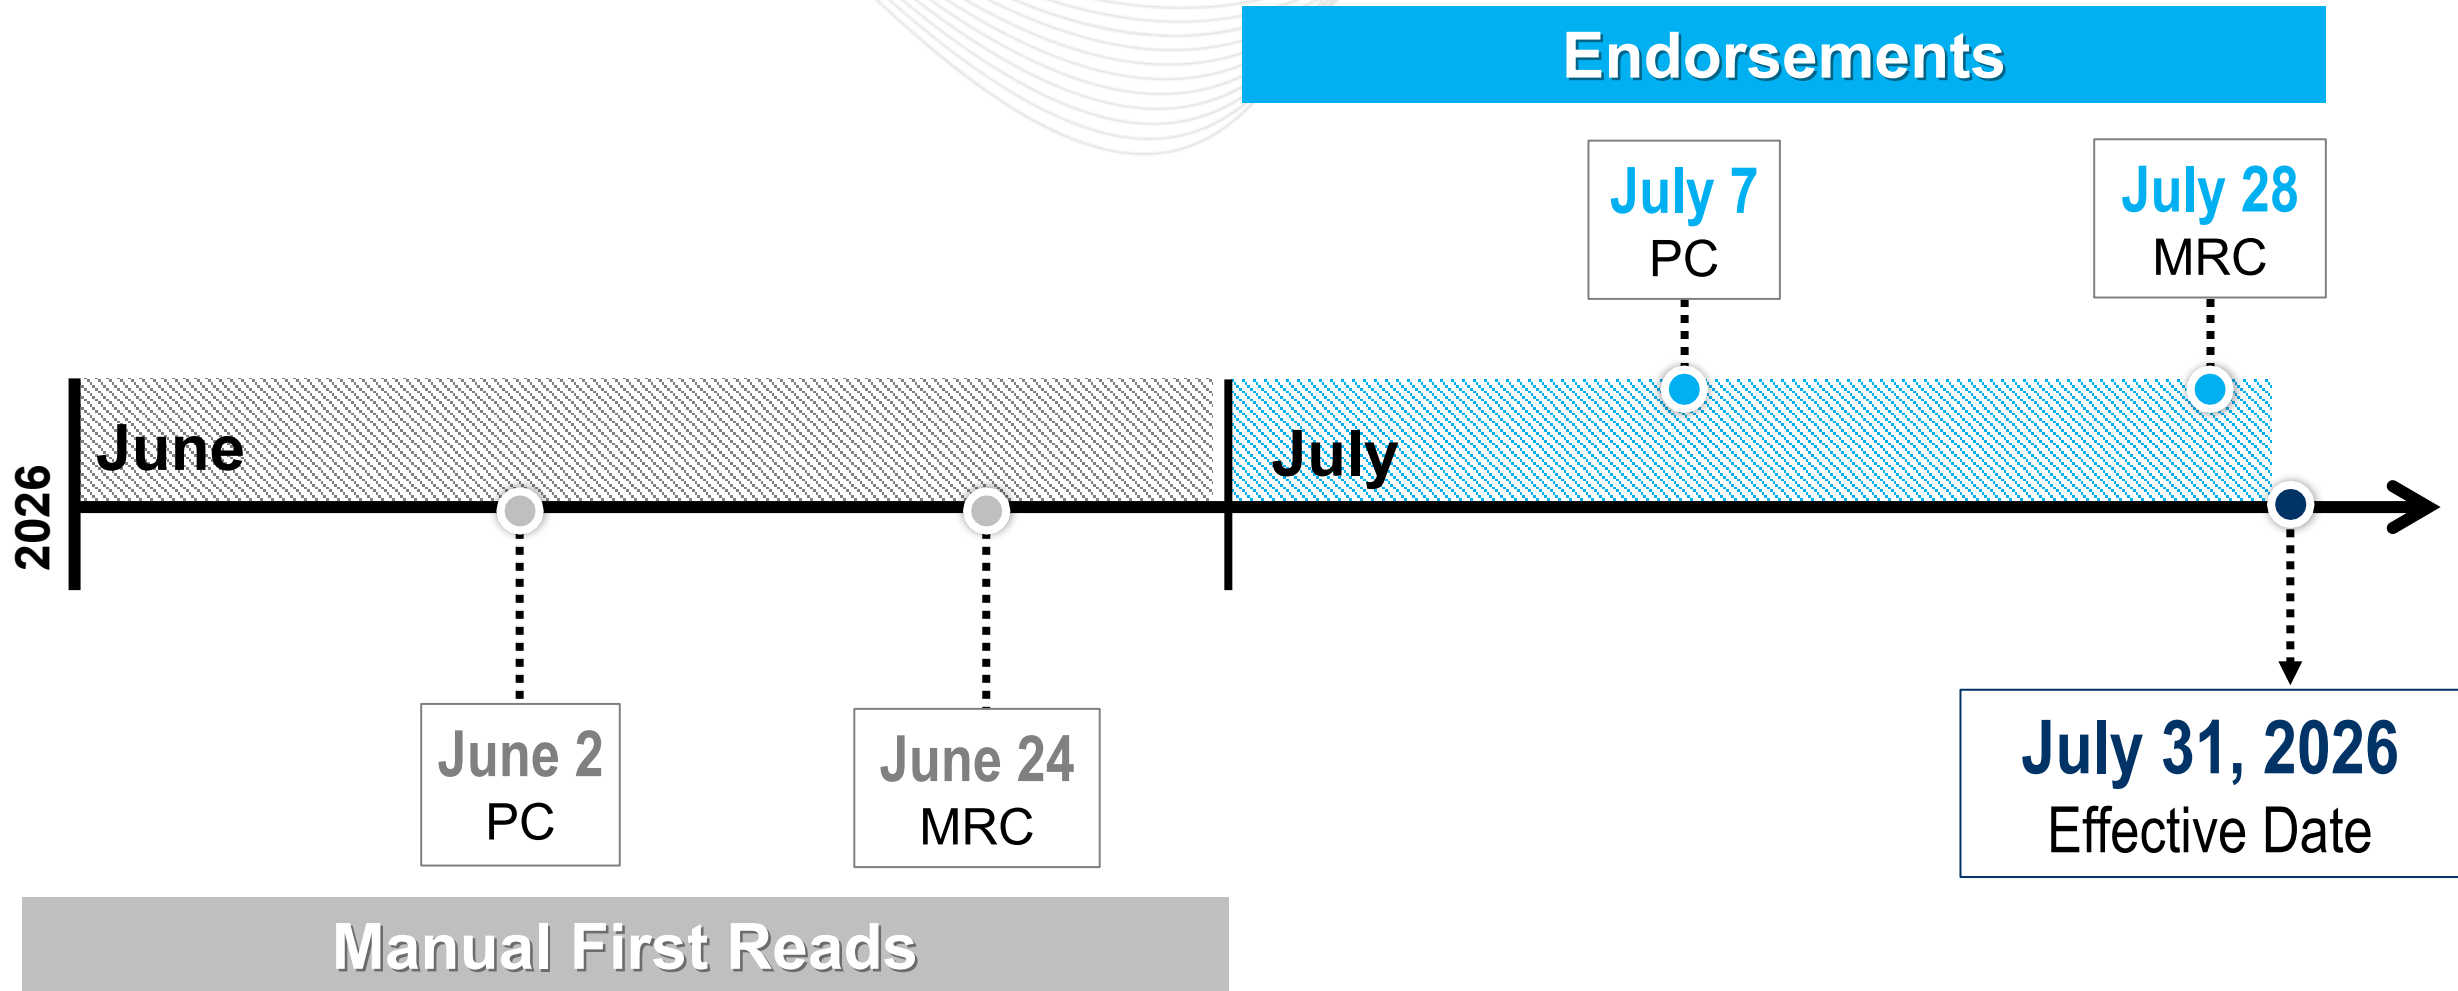 Endorsements
July 7
PC
July 28
MRC
2026
June
July
June 2
PC
June 24
MRC
July 31, 2026
Effective Date
Manual First Reads